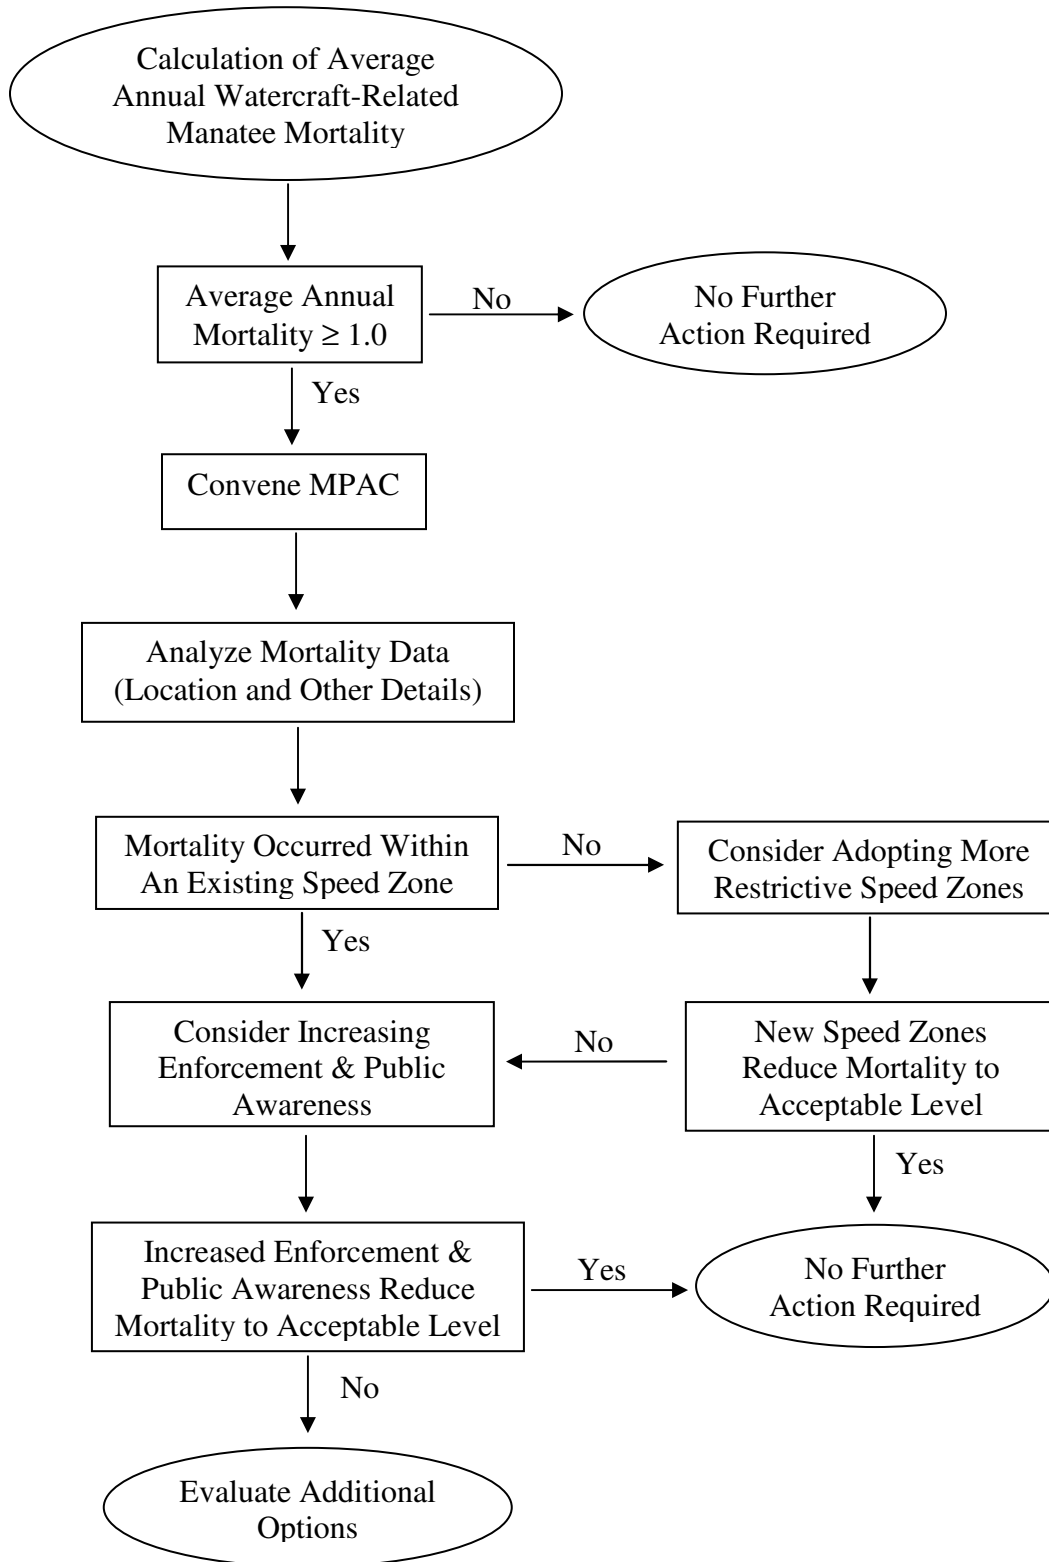 Calculation of Average
Annual Watercraft-Related
Manatee Mortality
Average Annual
Mortality ≥ 1.0
No
No Further
Action Required
Yes
Convene MPAC
Analyze Mortality Data
(Location and Other Details)
Mortality Occurred Within
An Existing Speed Zone
No
Consider Adopting More
Restrictive Speed Zones
Yes
Consider Increasing
Enforcement & Public
Awareness
No
New Speed Zones
Reduce Mortality to
Acceptable Level
Yes
Increased Enforcement &
Public Awareness Reduce
Mortality to Acceptable Level
Yes
No Further
Action Required
No
Evaluate Additional
Options